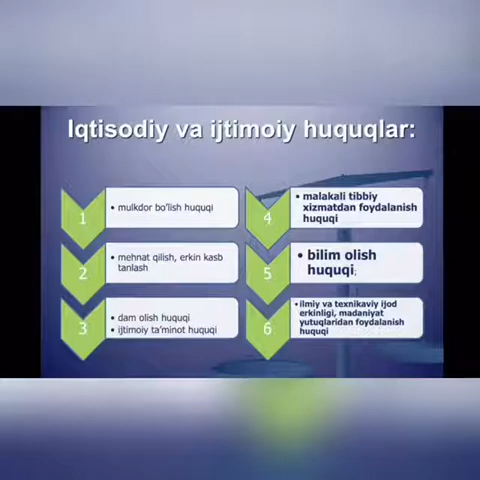 Iqtisodiy va ijtimoiy huquqlar:
1
• mulkdor bo'lish huquqi
2
• mehnat qilish, erkin kasb
tanlash
3
• dam olish huquqi
• ijtimoiy ta'minot huquqi
4
• malakali tibbiy
xizmatdan foydalanish
huquqi
5
• bilim olish
huquqi;
6
• ilmiy va texnikaviy ijod
erkinligi, madaniyat
yutuqlaridan foydalanish
huquqi